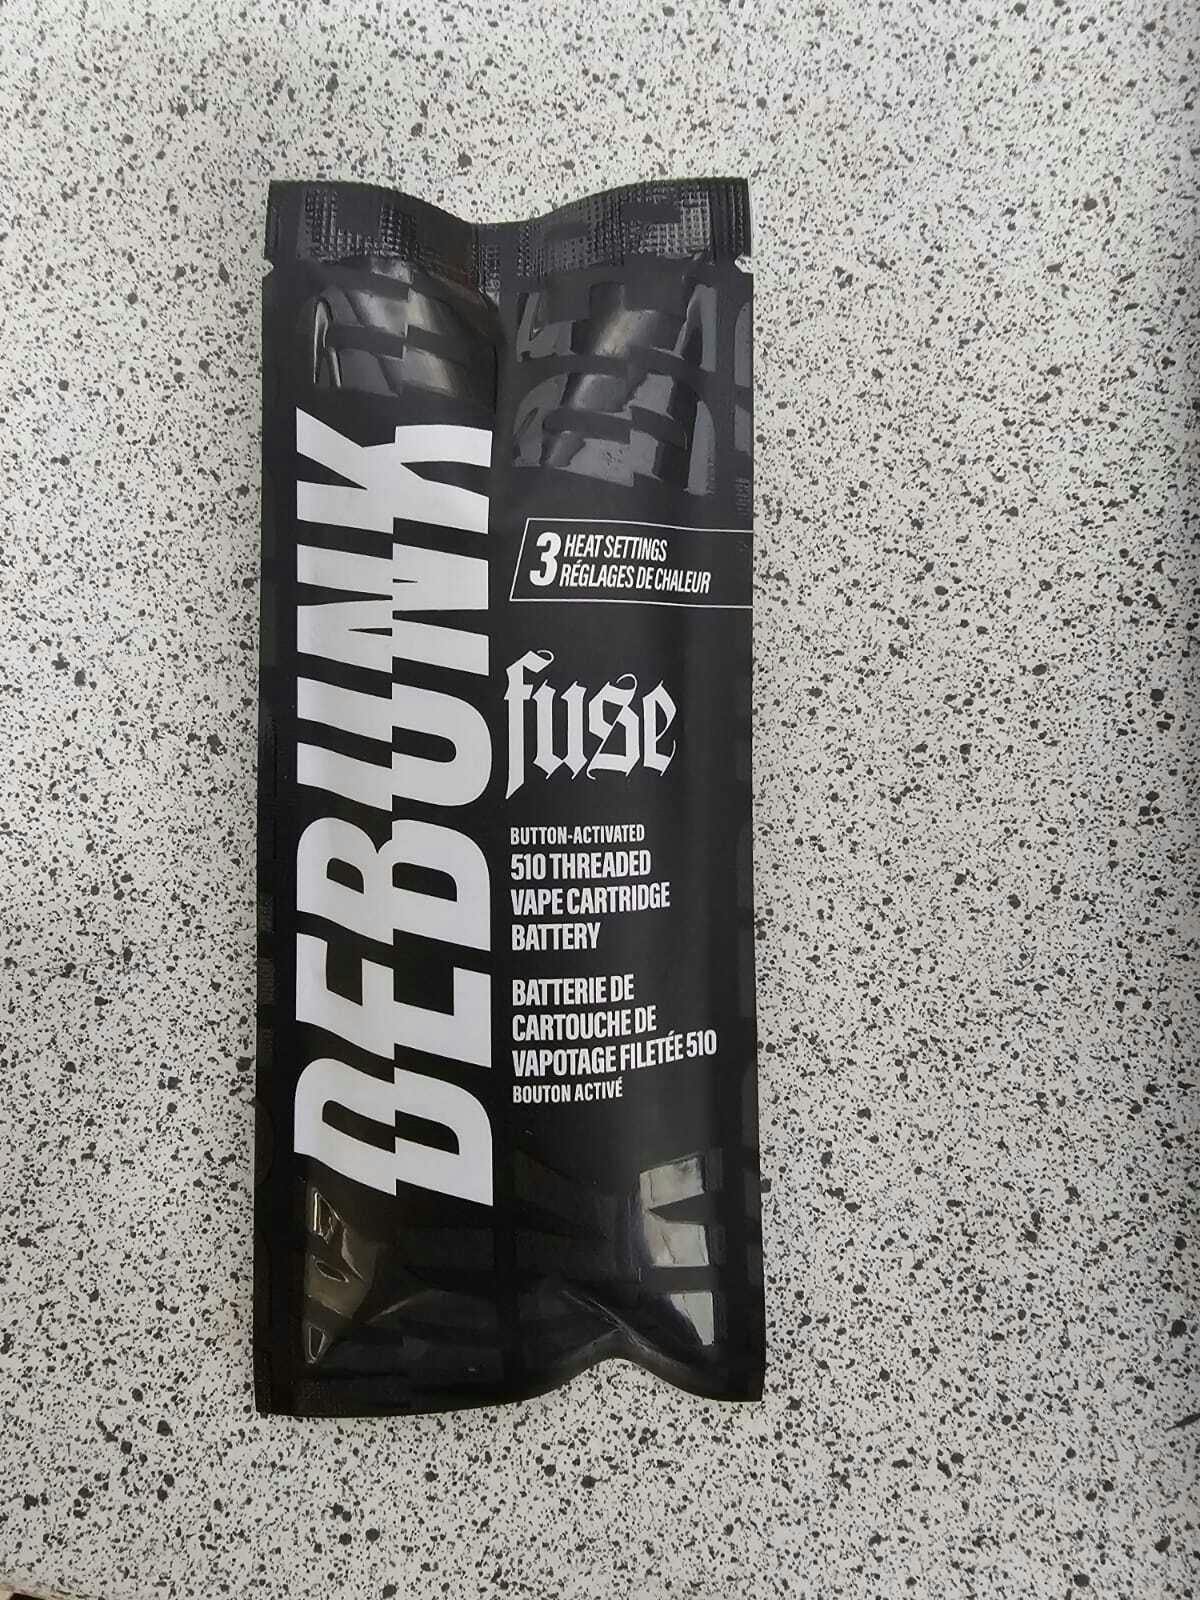 DEBUNK
3 HEAT SETTINGS
RÉGLAGES DE CHALEUR
fuse
BUTTON-ACTIVATED
510 THREADED
VAPE CARTRIDGE
BATTERY
BATTERIE DE
CARTOUCHE DE
VAPOTAGE FILETÉE 510
BOUTON ACTIVÉ